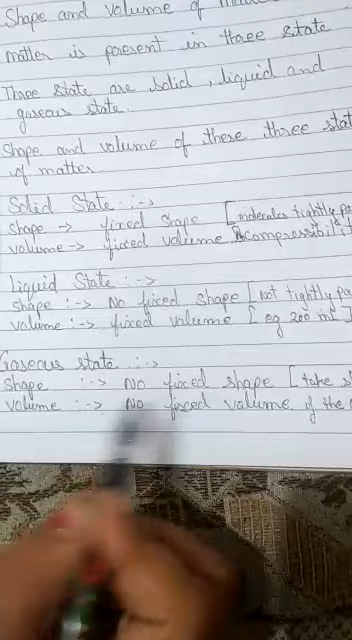 Shape and volume of
matter is present in three state
Three state are solid, liquid and
gaseous state.
Shape and volume of these three stat
of matter.
Solid State :->
shape -> fixed shape [molecules tightly pa
volume -> fixed volume
Liquid State :->
shape :-> No fixed shape [not tightly pa
volume :-> fixed volume [eg 200 mL]
Gaseous state :->
shape :-> No fixed shape [take s
volume :-> No fixed volume of the